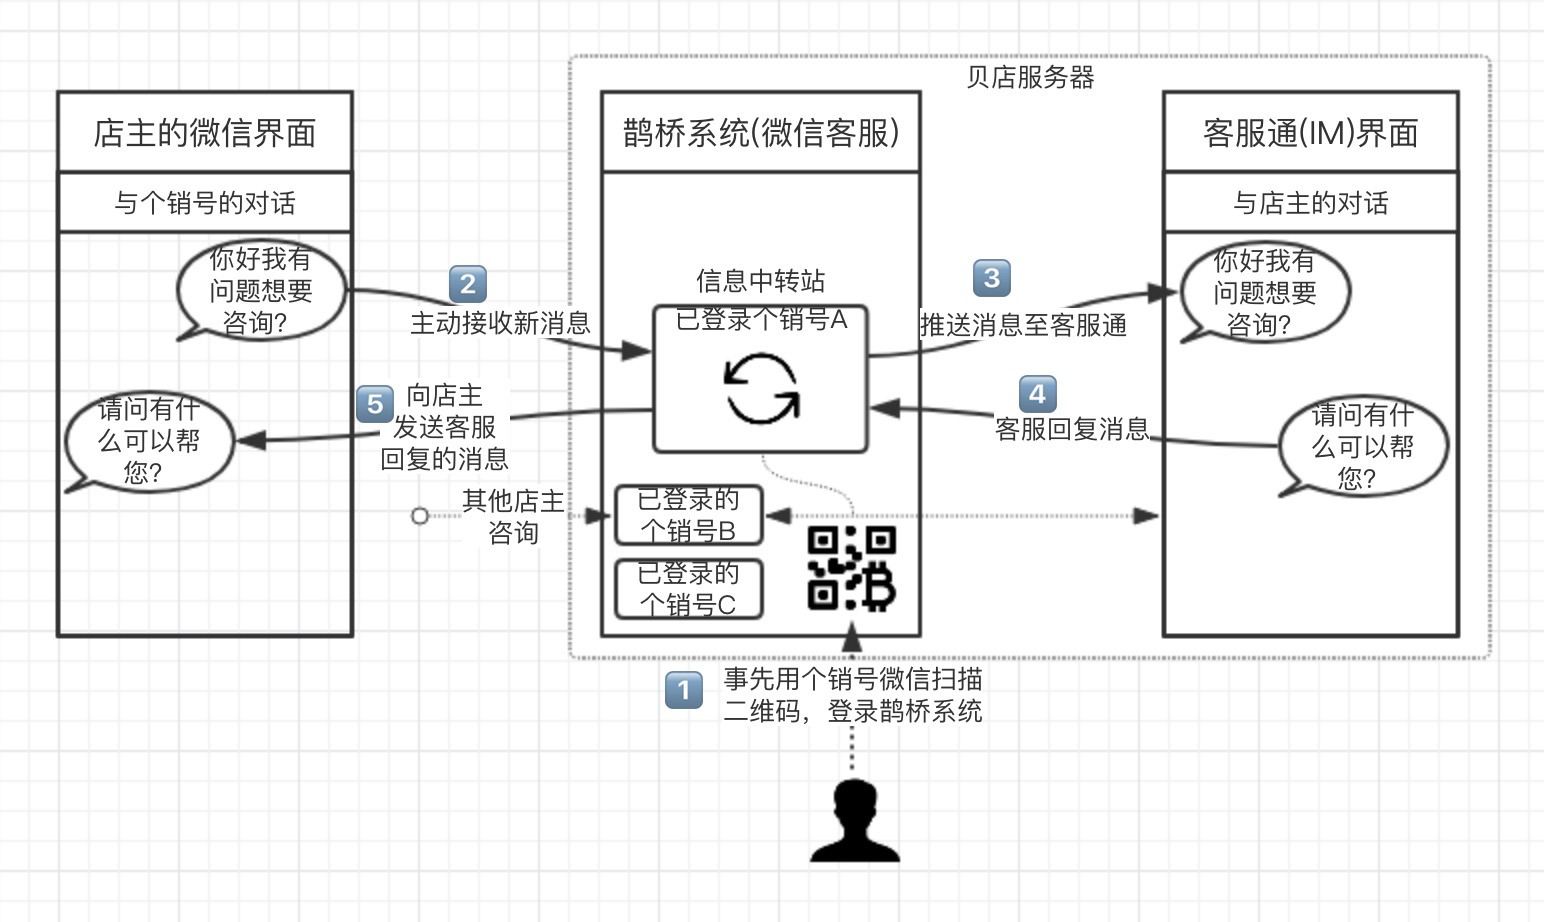 贝店服务器
店主的微信界面
与个销号的对话
你好我有
问题想要
咨询?
请问有什
么可以帮
您?
2
主动接收新消息
5
向店主
发送客服
回复的消息
其他店主
咨询
鹊桥系统(微信客服)
信息中转站
已登录个销号A
已登录的
个销号B
已登录的
个销号C
3
推送消息至客服通
4
客服回复消息
客服通(IM)界面
与店主的对话
你好我有
问题想要
咨询?
请问有什
么可以帮
您?
1
事先用个销号微信扫描
二维码，登录鹊桥系统